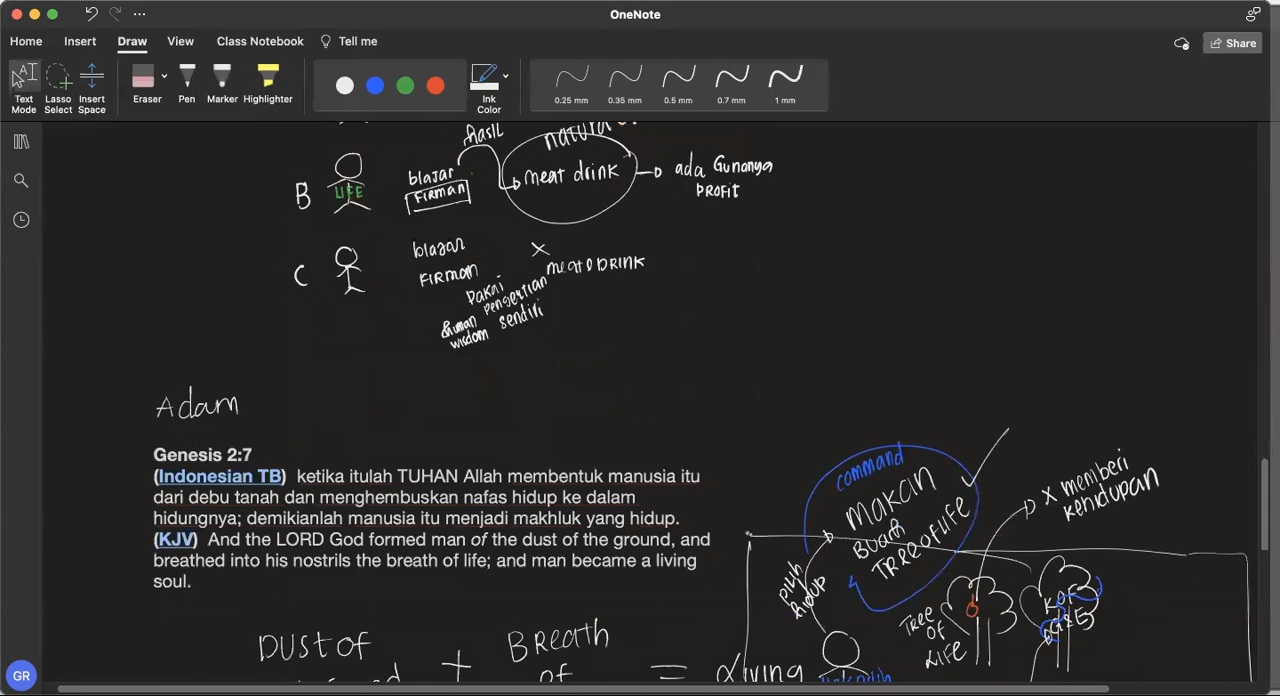 OneNote
Home Insert Draw View Class Notebook Tell me
Share
Text Mode
Lasso Select
Insert Space
Eraser
Pen
Marker
Highlighter
Ink Color
0.25 mm 0.35 mm 0.5 mm 0.7 mm 1 mm
hasil
natural
B
LIFE
blajar
FIRMAN
meat drink
ada Gunanya
PROFIT
C
blajar
FIRMAN
X
meat & DRINK
pakai
pengertian
sendiri
human
wisdom
Adam
Genesis 2:7
(Indonesian TB) ketika itulah TUHAN Allah membentuk manusia itu
dari debu tanah dan menghembuskan nafas hidup ke dalam
hidungnya; demikianlah manusia itu menjadi makhluk yang hidup.
(KJV) And the LORD God formed man of the dust of the ground, and
breathed into his nostrils the breath of life; and man became a living
soul.
command
makan
Buah
TreeofLife
X memberi
kehidupan
pilih
hidup
Tree
OF
Life
Dust of
+
Breath
of
=
Living
GR